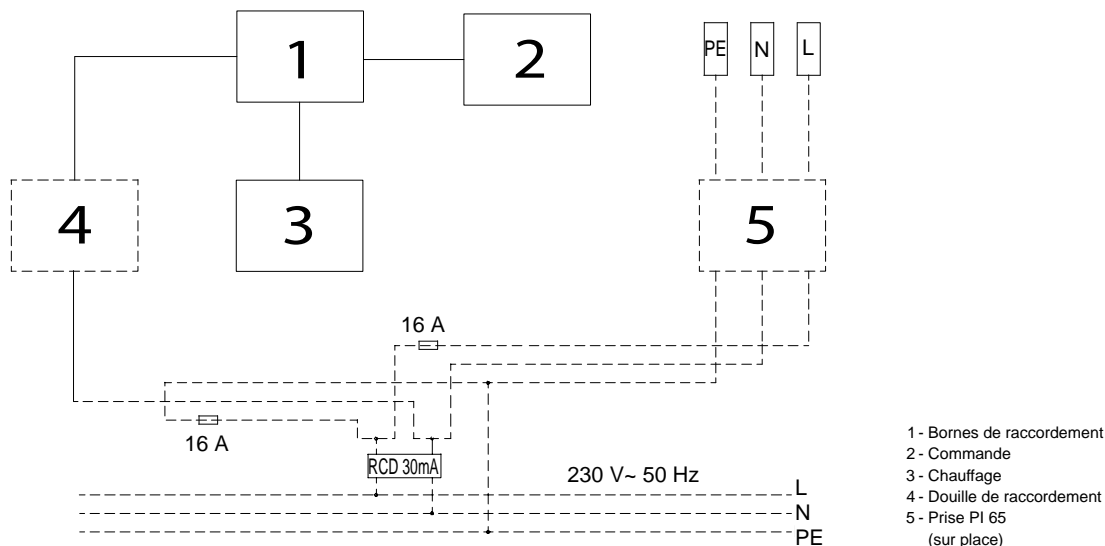 1
2
PE N L
4
3
5
16 A
16 A
RCD 30mA
230 V~ 50 Hz
L
N
PE
1 - Bornes de raccordement
2 - Commande
3 - Chauffage
4 - Douille de raccordement
5 - Prise PI 65
(sur place)